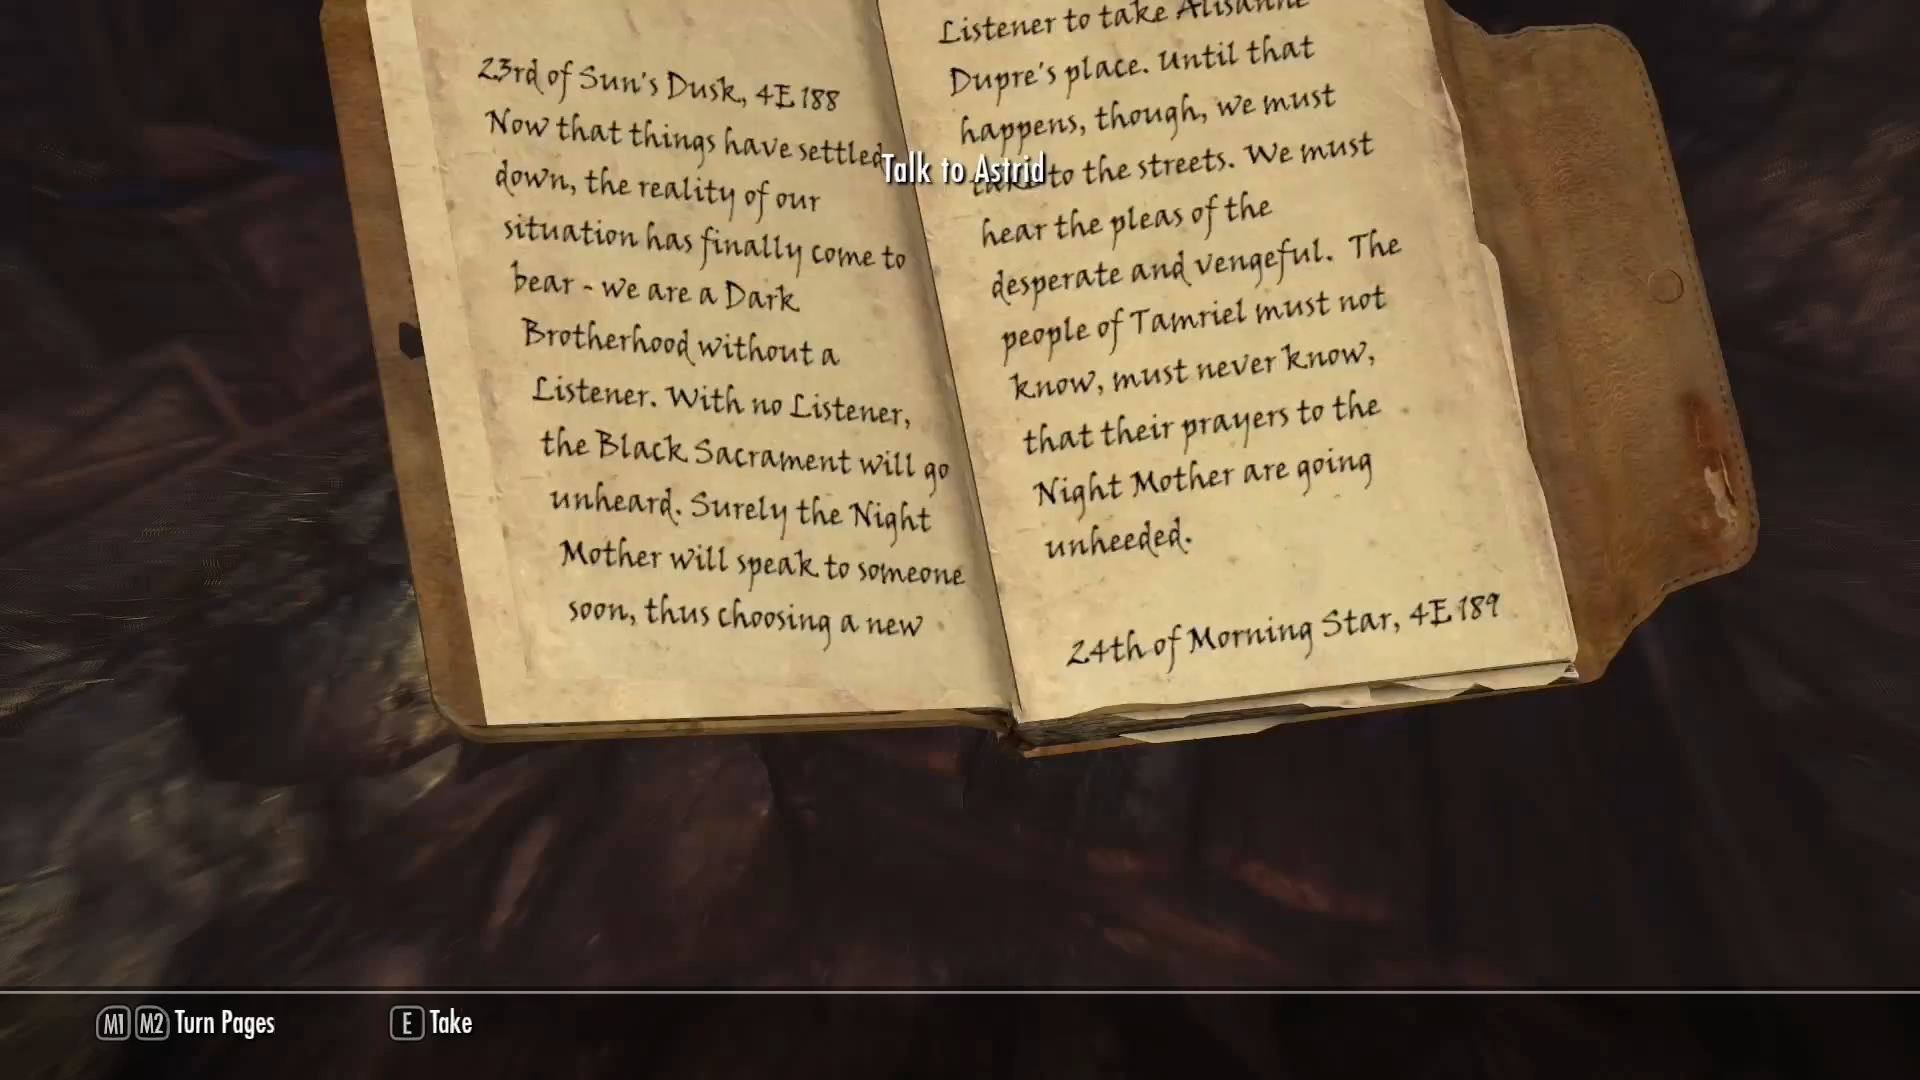 23rd of Sun's Dusk, 4E 188
Now that things have settled
down, the reality of our
situation has finally come to
bear - we are a Dark
Brotherhood without a
Listener. With no Listener,
the Black Sacrament will go
unheard. Surely the Night
Mother will speak to someone
soon, thus choosing a new
Listener to take Alisanne
Dupre's place. Until that
happens, though, we must
take to the streets. We must
hear the pleas of the
desperate and vengeful. The
people of Tamriel must not
know, must never know,
that their prayers to the
Night Mother are going
unheeded.
24th of Morning Star, 4E 189
Talk to Astrid
M1 M2 Turn Pages
E Take